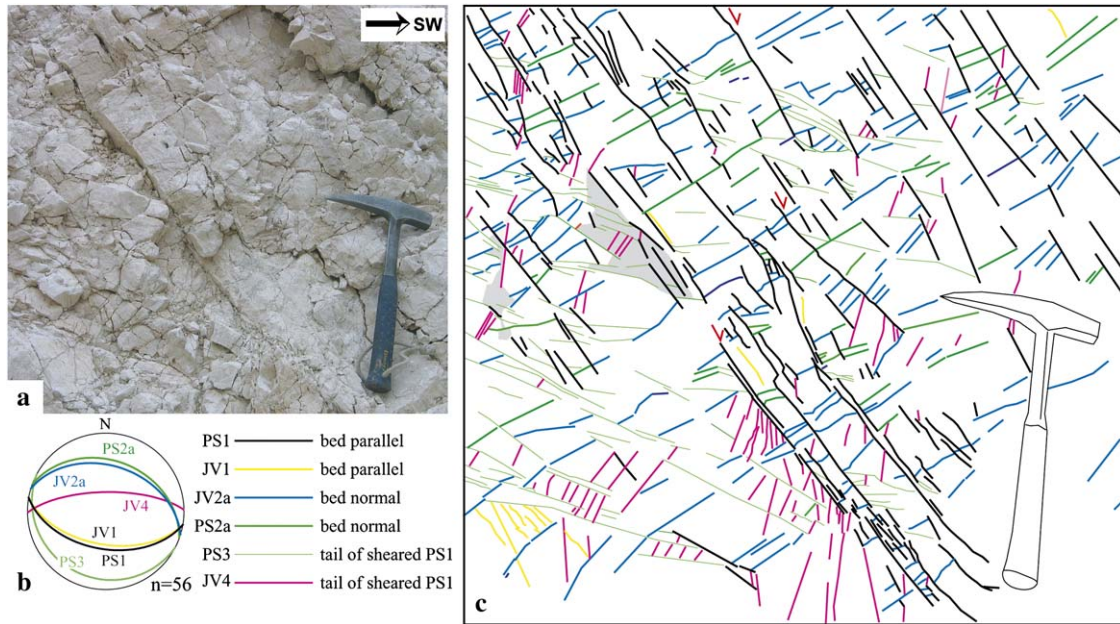 SW
a
N
PS2a
JV2a
JV4
JV1
PS1
PS3
n=56
b
PS1 bed parallel
JV1 bed parallel
JV2a bed normal
PS2a bed normal
PS3 tail of sheared PS1
JV4 tail of sheared PS1
c